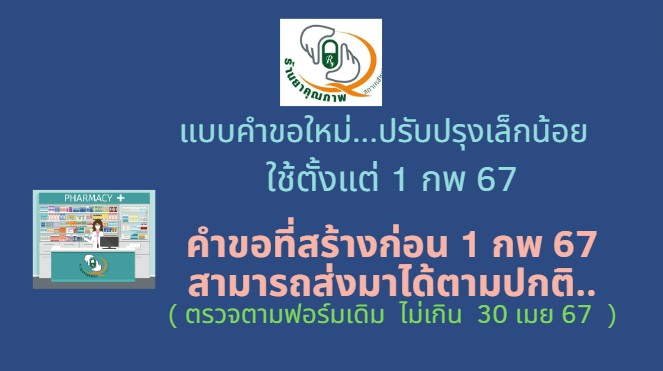 Rx
ร้านยาคุณภาพ
แบบคำขอใหม่...ปรับปรุงเล็กน้อย
ใช้ตั้งแต่ 1 กพ 67
PHARMACY +
คำขอที่สร้างก่อน 1 กพ 67
สามารถส่งมาได้ตามปกติ..
( ตรวจตามฟอร์มเดิม ไม่เกิน 30 เมย 67 )